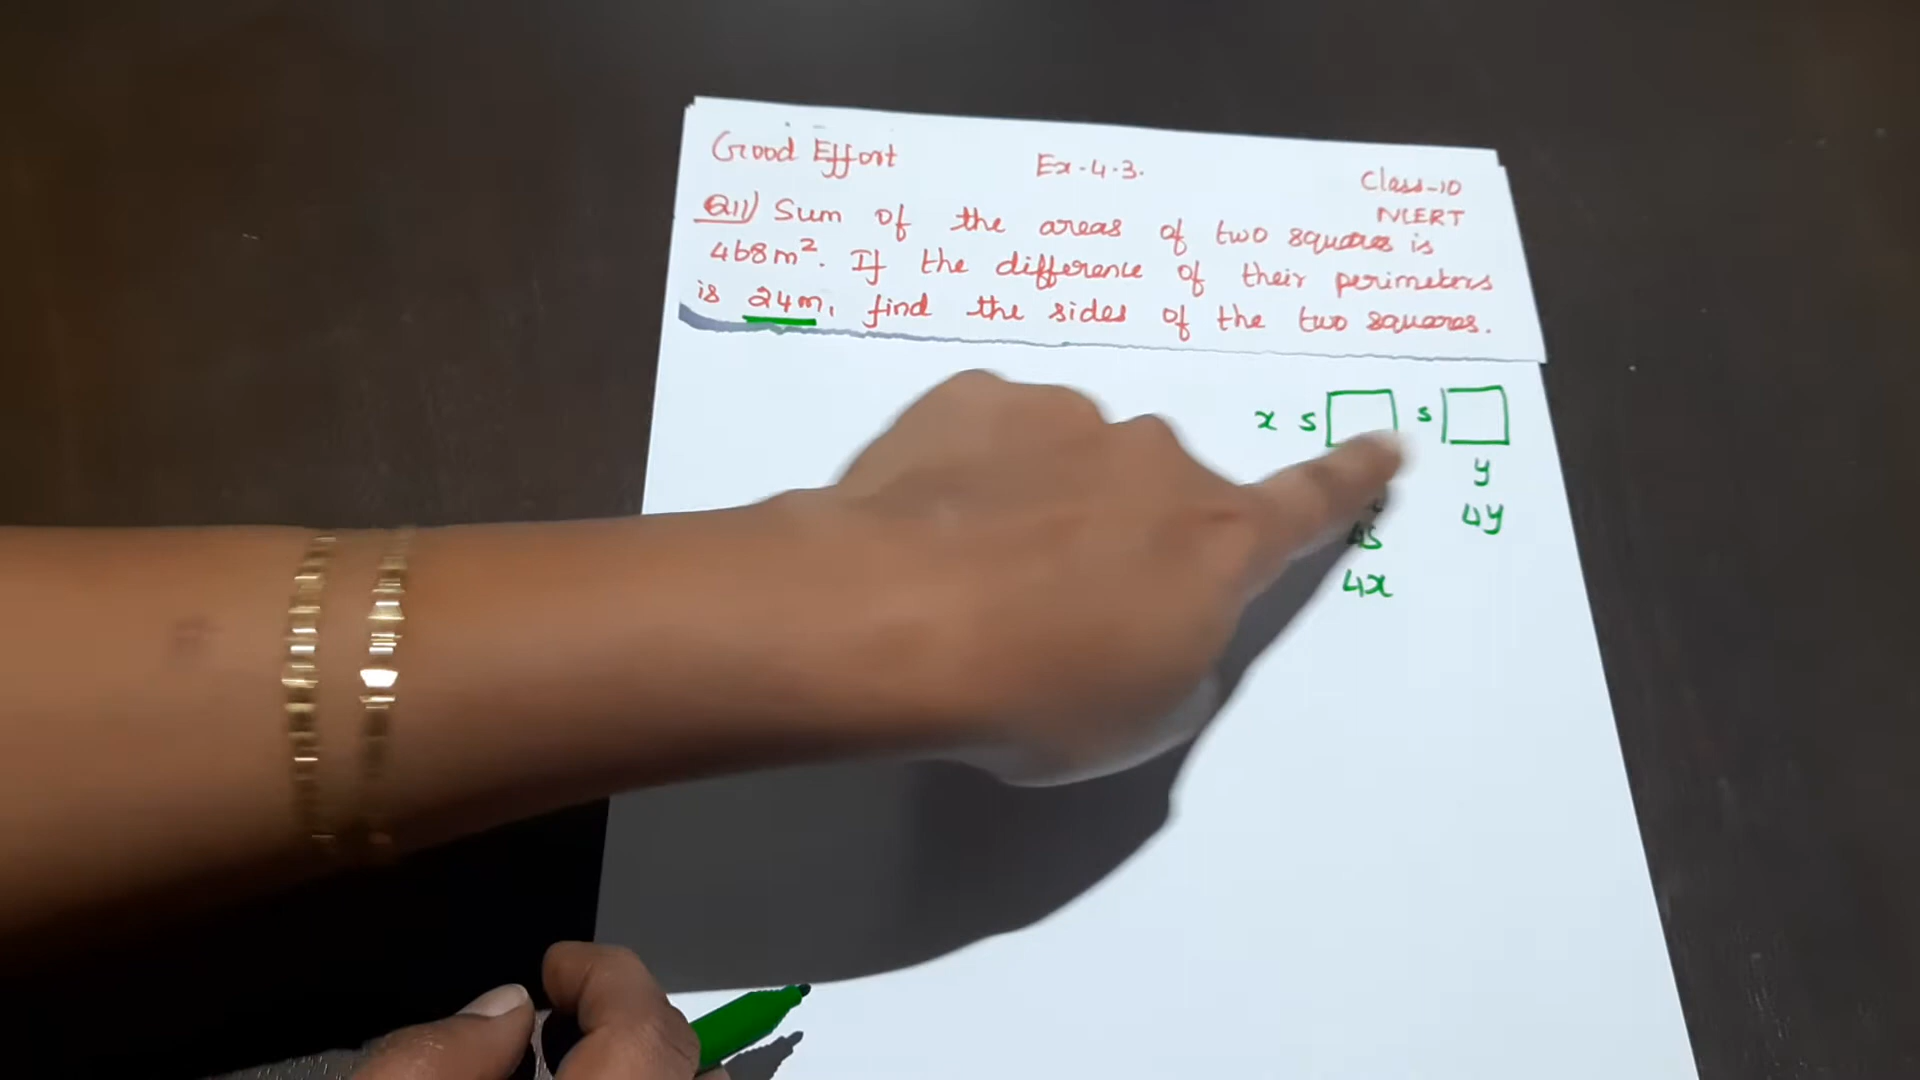 Good Effort Ex-4.3. Class-10
NCERT
Q11) Sum of the areas of two squares is
468m². If the difference of their perimeters
is 24m, find the sides of the two squares.
x s s
y
4s 4y
4x